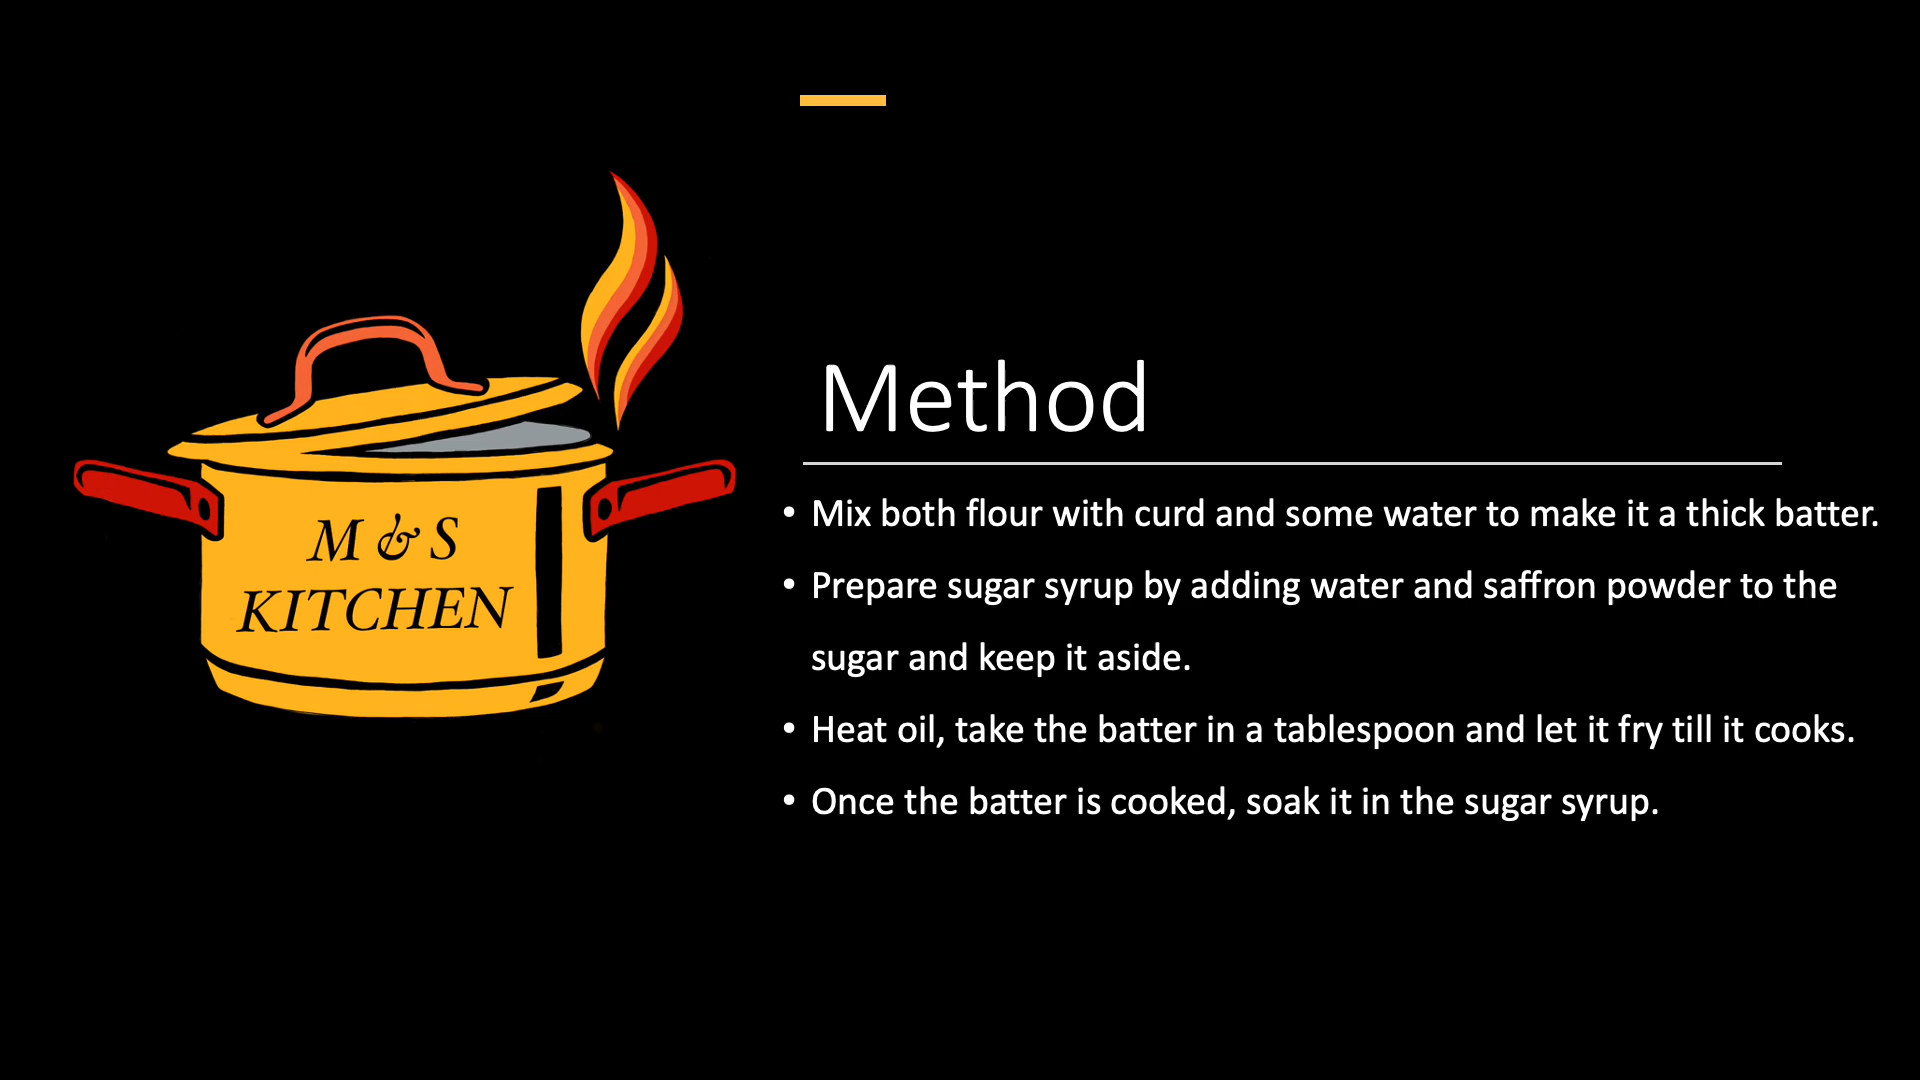 M & S
KITCHEN
Method
• Mix both flour with curd and some water to make it a thick batter.
• Prepare sugar syrup by adding water and saffron powder to the
sugar and keep it aside.
• Heat oil, take the batter in a tablespoon and let it fry till it cooks.
• Once the batter is cooked, soak it in the sugar syrup.